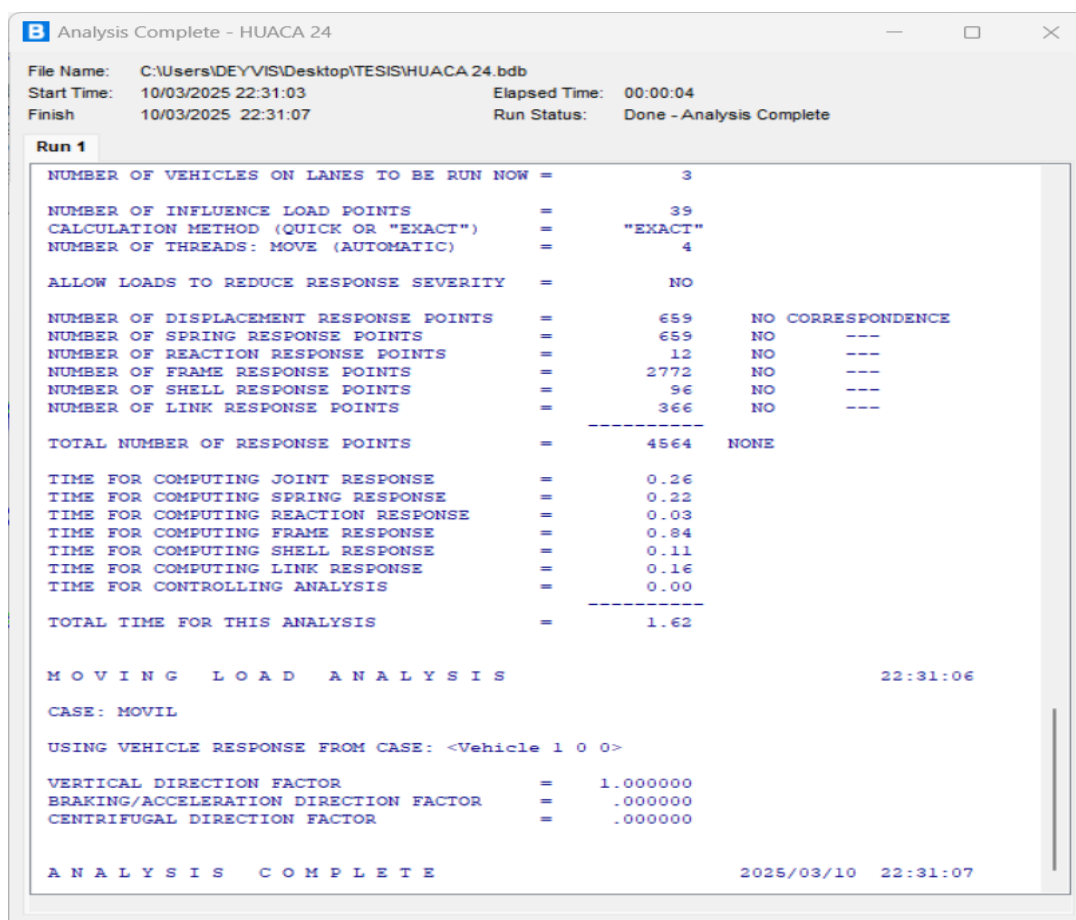 B Analysis Complete - HUACA 24
File Name: C:\Users\DEYVIS\Desktop\TESIS\HUACA 24.bdb
Start Time: 10/03/2025 22:31:03 Elapsed Time: 00:00:04
Finish 10/03/2025 22:31:07 Run Status: Done - Analysis Complete
Run 1
NUMBER OF VEHICLES ON LANES TO BE RUN NOW = 3
NUMBER OF INFLUENCE LOAD POINTS = 39
CALCULATION METHOD (QUICK OR "EXACT") = "EXACT"
NUMBER OF THREADS: MOVE (AUTOMATIC) = 4
ALLOW LOADS TO REDUCE RESPONSE SEVERITY = NO
NUMBER OF DISPLACEMENT RESPONSE POINTS = 659 NO CORRESPONDENCE
NUMBER OF SPRING RESPONSE POINTS = 659 NO ---
NUMBER OF REACTION RESPONSE POINTS = 12 NO ---
NUMBER OF FRAME RESPONSE POINTS = 2772 NO ---
NUMBER OF SHELL RESPONSE POINTS = 96 NO ---
NUMBER OF LINK RESPONSE POINTS = 366 NO ---
----------
TOTAL NUMBER OF RESPONSE POINTS = 4564 NONE
TIME FOR COMPUTING JOINT RESPONSE = 0.26
TIME FOR COMPUTING SPRING RESPONSE = 0.22
TIME FOR COMPUTING REACTION RESPONSE = 0.03
TIME FOR COMPUTING FRAME RESPONSE = 0.84
TIME FOR COMPUTING SHELL RESPONSE = 0.11
TIME FOR COMPUTING LINK RESPONSE = 0.16
TIME FOR CONTROLLING ANALYSIS = 0.00
----------
TOTAL TIME FOR THIS ANALYSIS = 1.62
M O V I N G   L O A D   A N A L Y S I S 22:31:06
CASE: MOVIL
USING VEHICLE RESPONSE FROM CASE: <Vehicle 1 0 0>
VERTICAL DIRECTION FACTOR = 1.000000
BRAKING/ACCELERATION DIRECTION FACTOR = .000000
CENTRIFUGAL DIRECTION FACTOR = .000000
A N A L Y S I S   C O M P L E T E 2025/03/10 22:31:07